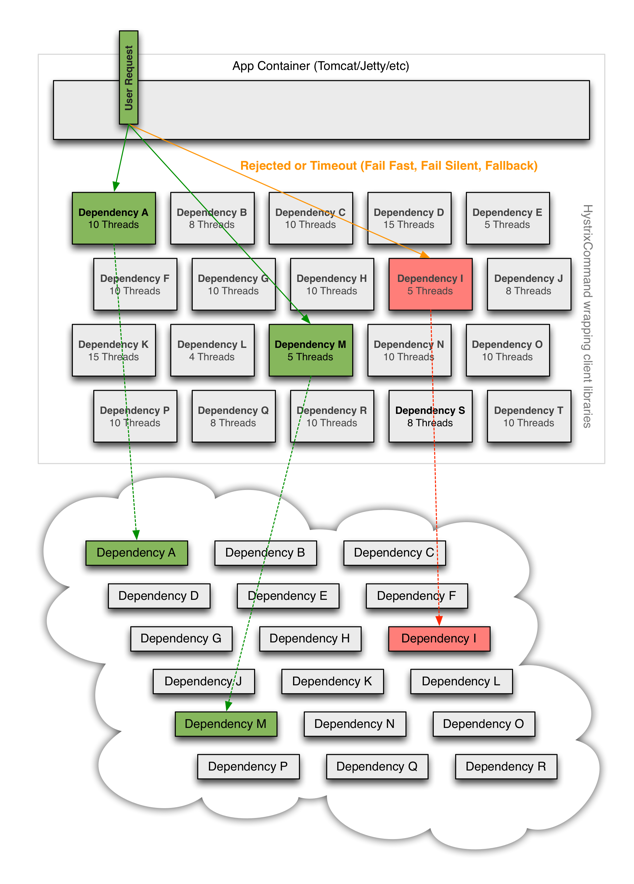 User Request
App Container (Tomcat/Jetty/etc)
Rejected or Timeout (Fail Fast, Fail Silent, Fallback)
Dependency A
10 Threads
Dependency B
8 Threads
Dependency C
10 Threads
Dependency D
15 Threads
Dependency E
5 Threads
Dependency F
10 Threads
Dependency G
10 Threads
Dependency H
10 Threads
Dependency I
5 Threads
Dependency J
8 Threads
Dependency K
15 Threads
Dependency L
4 Threads
Dependency M
5 Threads
Dependency N
10 Threads
Dependency O
10 Threads
Dependency P
10 Threads
Dependency Q
8 Threads
Dependency R
10 Threads
Dependency S
8 Threads
Dependency T
10 Threads
HystrixCommand wrapping client libraries
Dependency A
Dependency B
Dependency C
Dependency D
Dependency E
Dependency F
Dependency G
Dependency H
Dependency I
Dependency J
Dependency K
Dependency L
Dependency M
Dependency N
Dependency O
Dependency P
Dependency Q
Dependency R